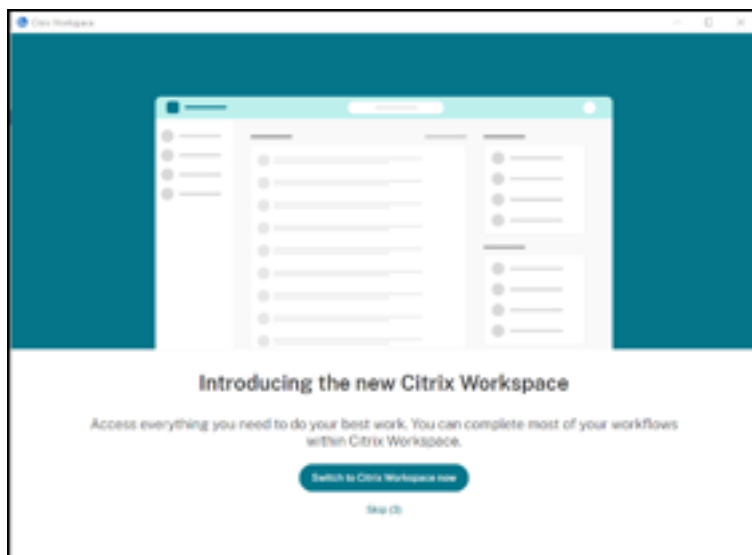 Citrix Workspace
Introducing the new Citrix Workspace
Access everything you need to do your best work. You can complete most of your workflows
within Citrix Workspace.
Switch to Citrix Workspace now
Skip (3)